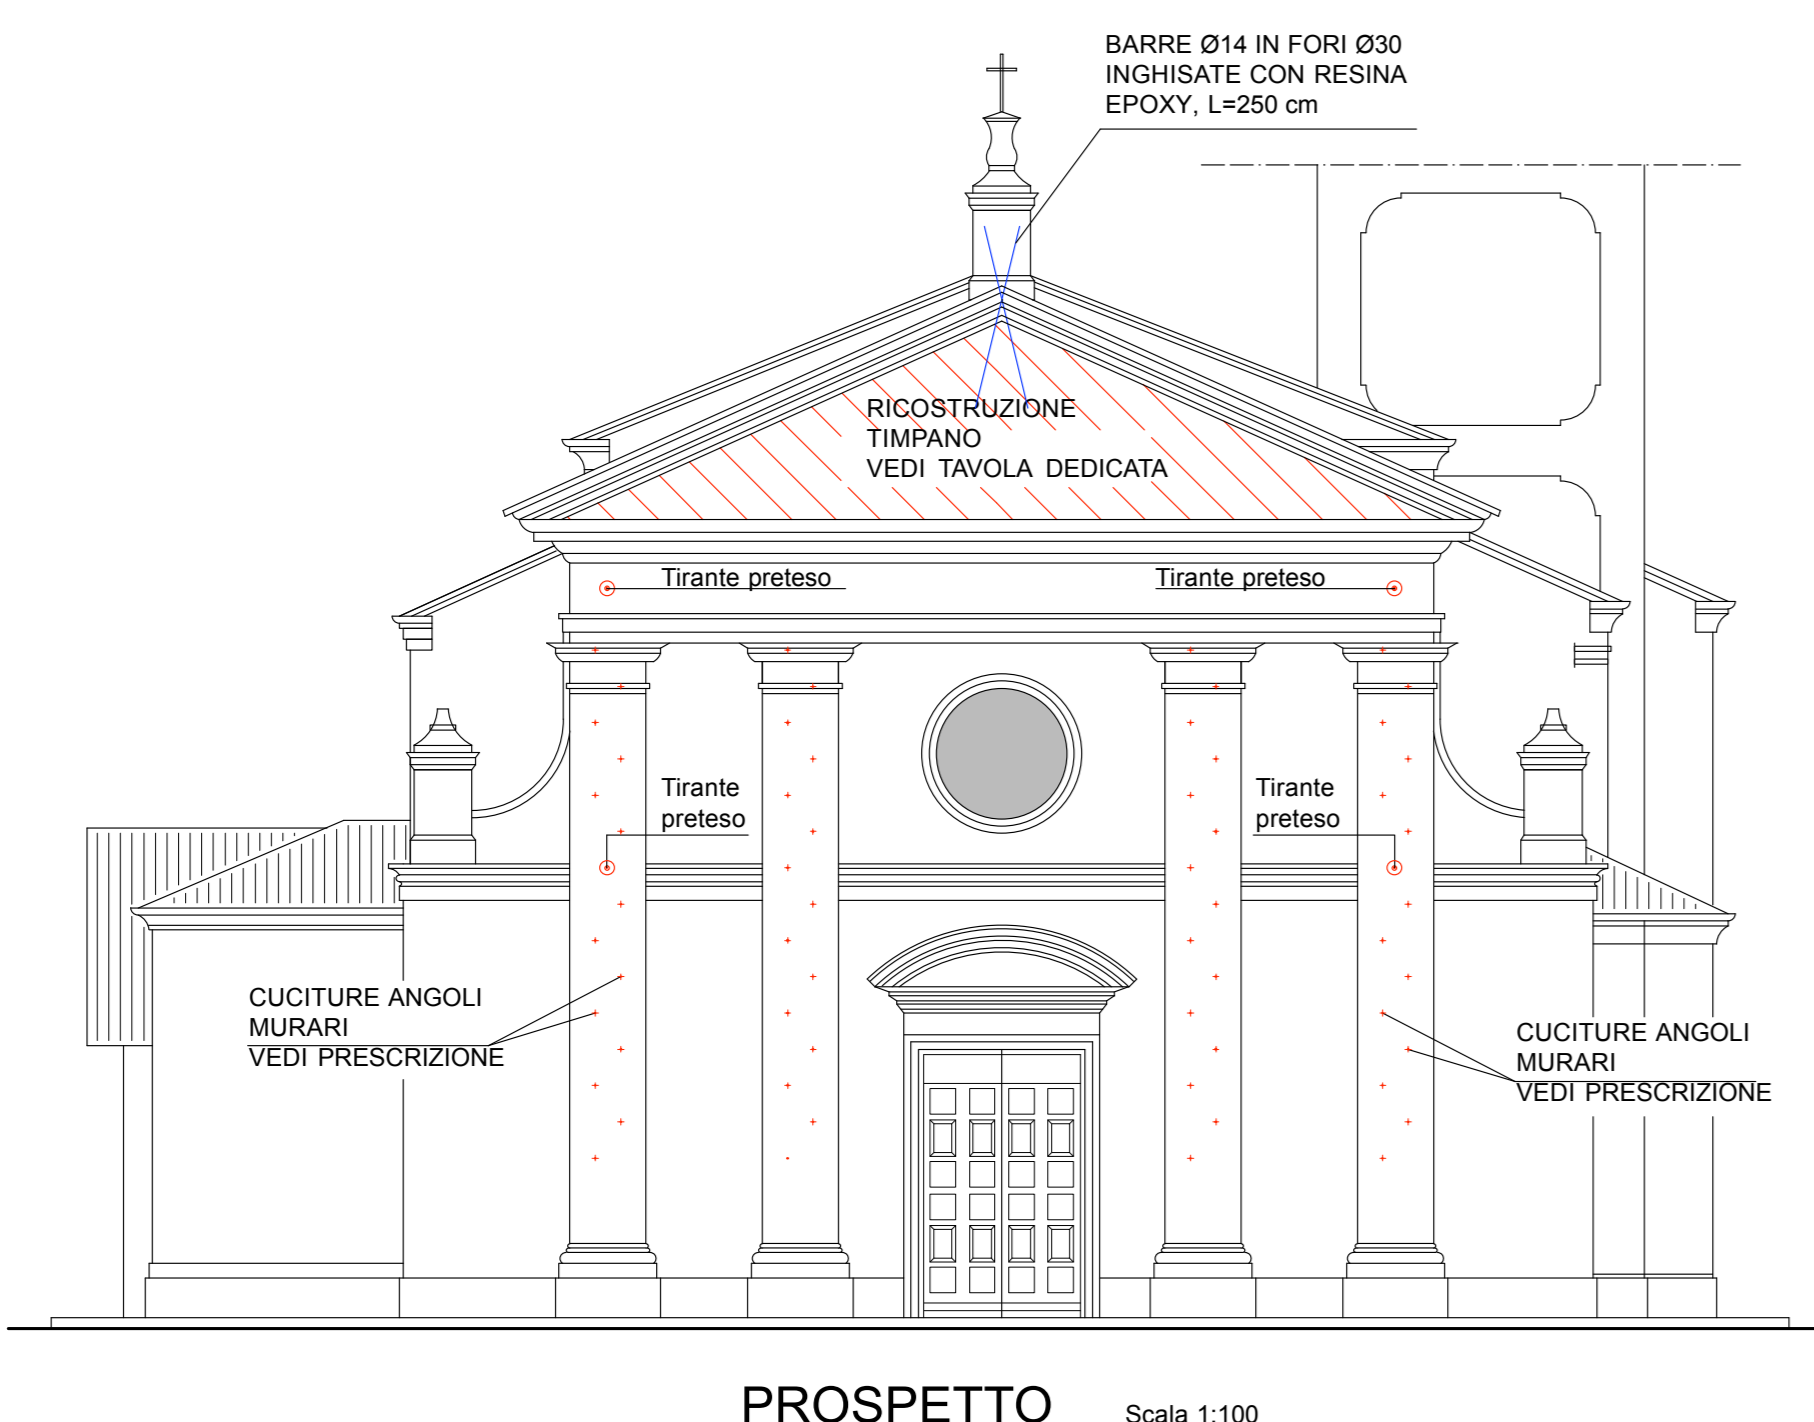 BARRE Ø14 IN FORI Ø30
INGHISATE CON RESINA
EPOXY, L=250 cm
RICOSTRUZIONE
TIMPANO
VEDI TAVOLA DEDICATA
Tirante preteso
Tirante preteso
Tirante
preteso
Tirante
preteso
CUCITURE ANGOLI
MURARI
VEDI PRESCRIZIONE
CUCITURE ANGOLI
MURARI
VEDI PRESCRIZIONE
PROSPETTO
Scala 1:100